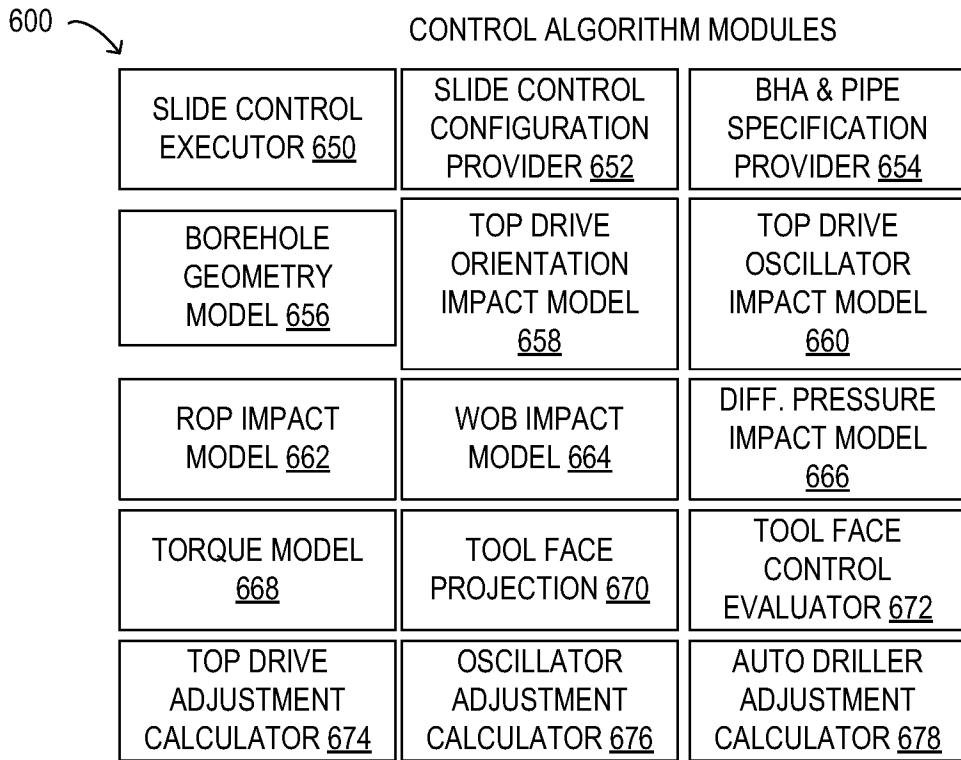 600
CONTROL ALGORITHM MODULES
SLIDE CONTROL
EXECUTOR 650
SLIDE CONTROL
CONFIGURATION
PROVIDER 652
BHA & PIPE
SPECIFICATION
PROVIDER 654
BOREHOLE
GEOMETRY
MODEL 656
TOP DRIVE
ORIENTATION
IMPACT MODEL
658
TOP DRIVE
OSCILLATOR
IMPACT MODEL
660
ROP IMPACT
MODEL 662
WOB IMPACT
MODEL 664
DIFF. PRESSURE
IMPACT MODEL
666
TORQUE MODEL
668
TOOL FACE
PROJECTION 670
TOOL FACE
CONTROL
EVALUATOR 672
TOP DRIVE
ADJUSTMENT
CALCULATOR 674
OSCILLATOR
ADJUSTMENT
CALCULATOR 676
AUTO DRILLER
ADJUSTMENT
CALCULATOR 678